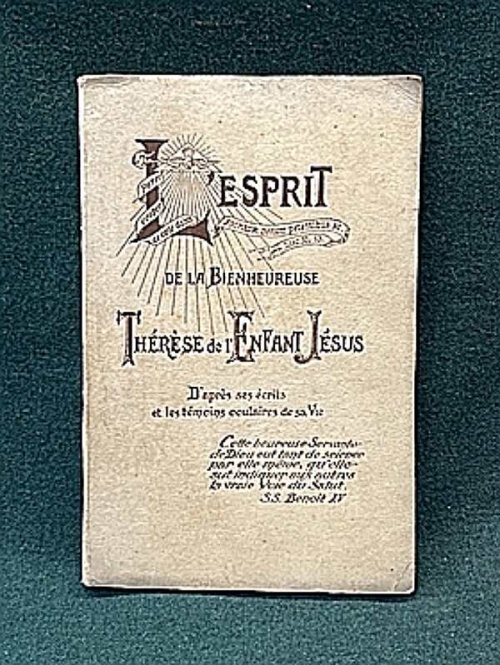 L'ESPRIT
DE LA BIENHEUREUSE
THÉRÈSE de l'ENFANT JÉSUS
D'après ses écrits
et les témoins oculaires de sa Vie
Cette heureuse Servante
de Dieu eut tant de science
par elle même, qu'elle
sut indiquer aux autres
la vraie Voie du Salut.
S.S. Benoit XV